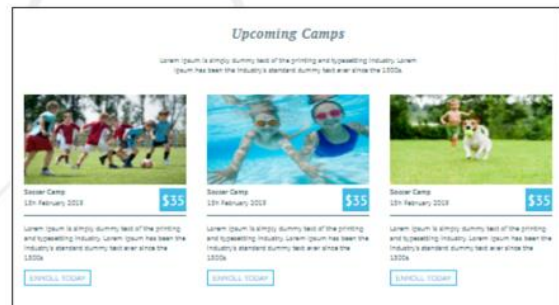 Upcoming Camps
Lorem Ipsum is simply dummy text of the printing and typesetting industry. Lorem
Ipsum has been the industry's standard dummy text ever since the 1500s.
Soccer Camp
15h February 2015
$35
Lorem Ipsum is simply dummy text of the printing
and typesetting industry. Lorem Ipsum has been the
industry's standard dummy text ever since the
1500s
ENROLL TODAY
Soccer Camp
15h February 2015
$35
Lorem Ipsum is simply dummy text of the printing
and typesetting industry. Lorem Ipsum has been the
industry's standard dummy text ever since the
1500s
ENROLL TODAY
Soccer Camp
15h February 2015
$35
Lorem Ipsum is simply dummy text of the printing
and typesetting industry. Lorem Ipsum has been the
industry's standard dummy text ever since the
1500s
ENROLL TODAY